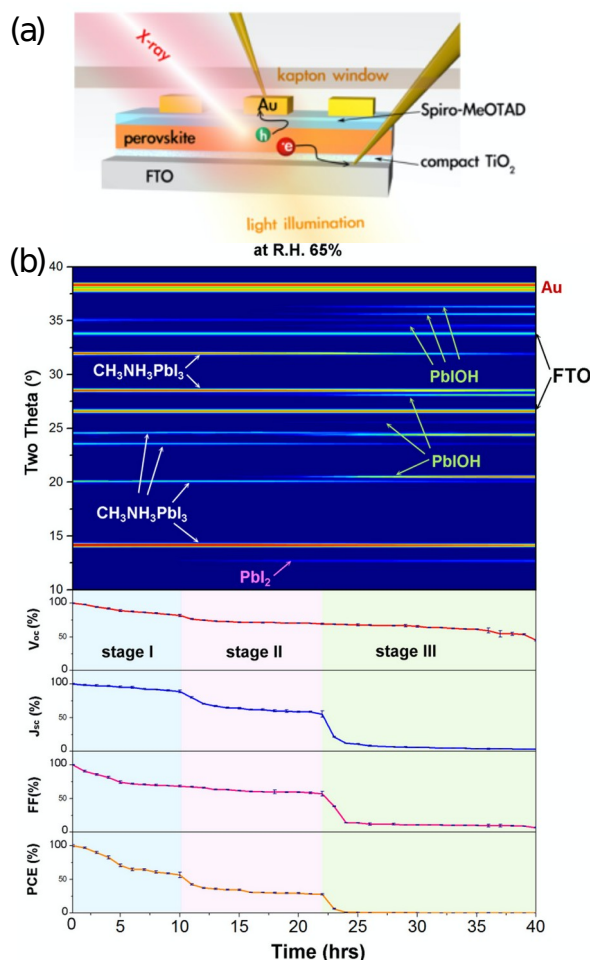 (a)
X-ray
kapton window
Au
Spiro-MeOTAD
perovskite
h
-e
compact TiO2
FTO
light illumination
at R.H. 65%
(b)
40
35
30
25
20
15
10
Two Theta (°)
Au
CH3NH3PbI3
PbIOH
FTO
PbIOH
CH3NH3PbI3
PbI2
100
75
50
Voc (%)
stage I
stage II
stage III
100
50
0
Jsc (%)
100
50
0
FF(%)
100
50
0
PCE (%)
0 5 10 15 20 25 30 35 40
Time (hrs)